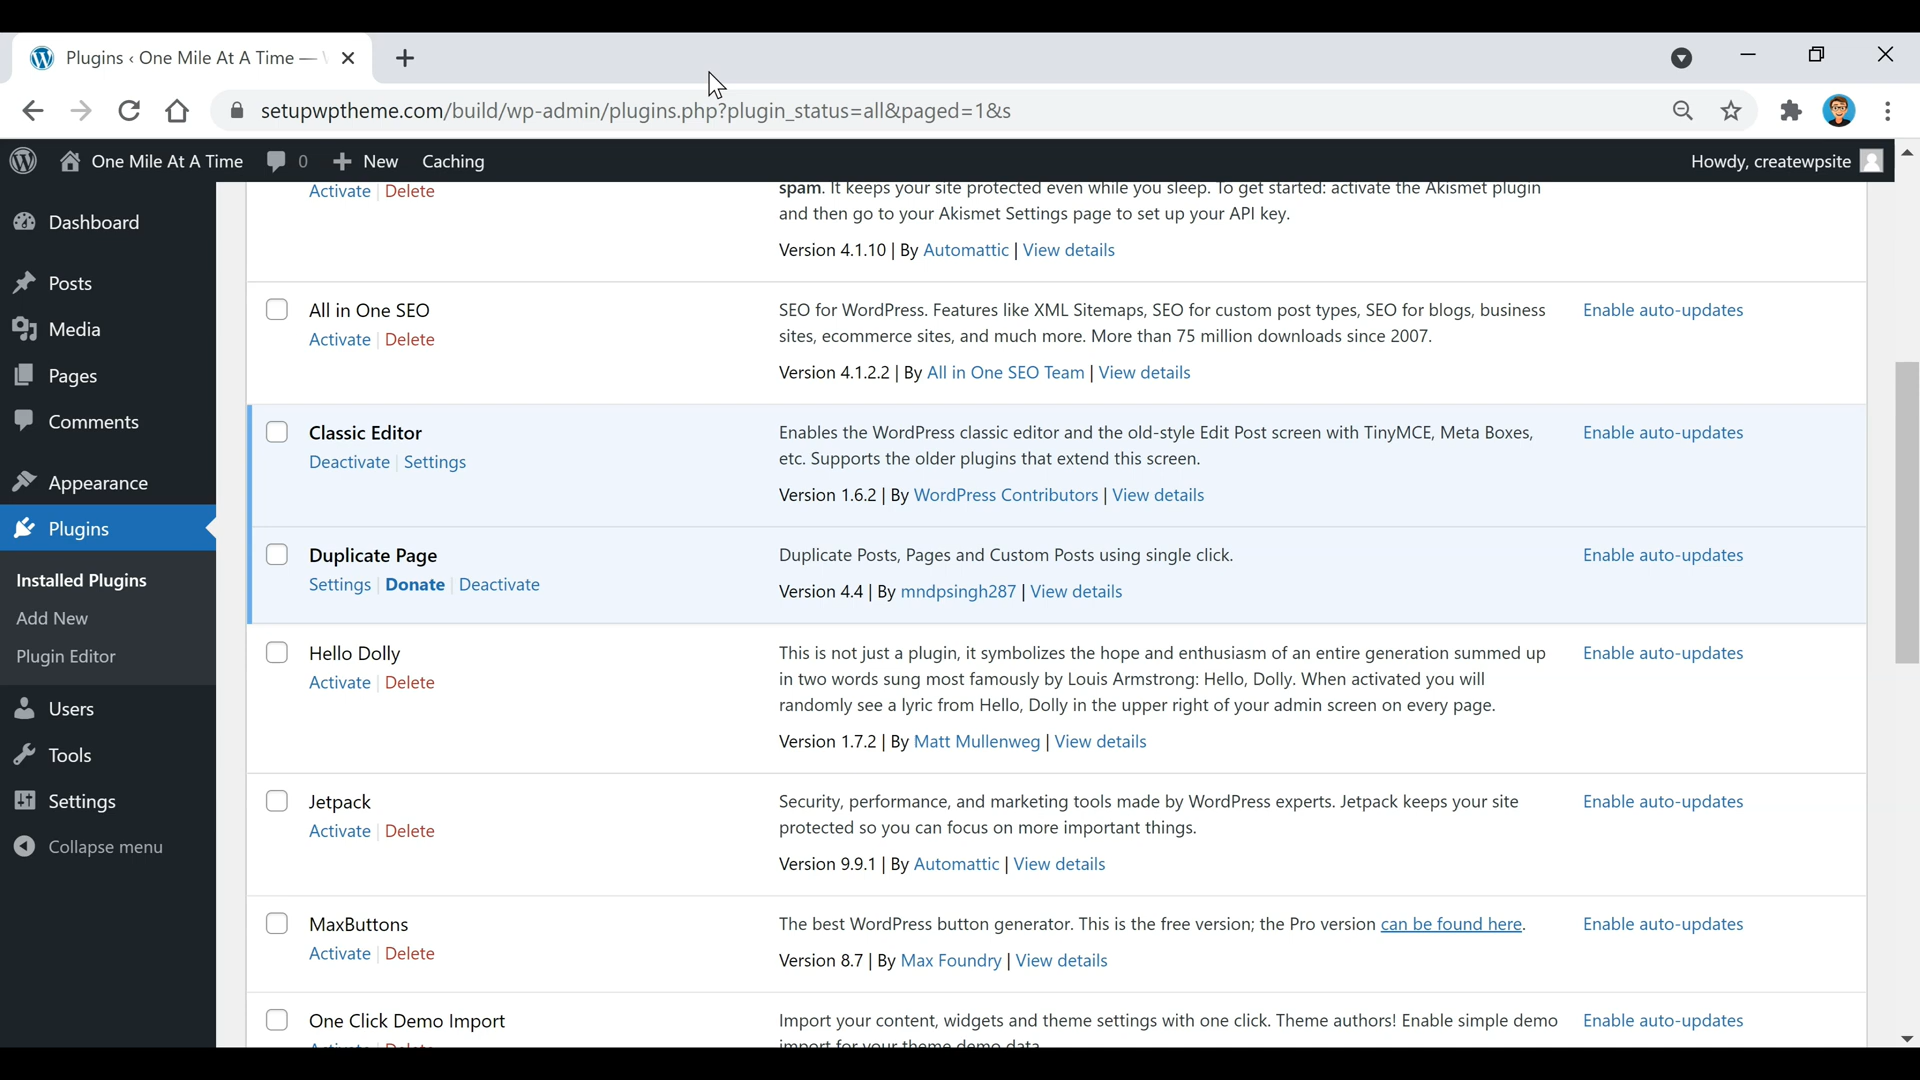 Plugins ‹ One Mile At A Time —
setupwptheme.com/build/wp-admin/plugins.php?plugin_status=all&paged=1&s
One Mile At A Time 0 New Caching Howdy, createwpsite
Dashboard
Posts
Media
Pages
Comments
Appearance
Plugins
Installed Plugins
Add New
Plugin Editor
Users
Tools
Settings
Collapse menu
Activate | Delete
spam. It keeps your site protected even while you sleep. To get started: activate the Akismet plugin
and then go to your Akismet Settings page to set up your API key.
Version 4.1.10 | By Automattic | View details
All in One SEO
Activate | Delete
SEO for WordPress. Features like XML Sitemaps, SEO for custom post types, SEO for blogs, business
sites, ecommerce sites, and much more. More than 75 million downloads since 2007.
Version 4.1.2.2 | By All in One SEO Team | View details
Enable auto-updates
Classic Editor
Deactivate | Settings
Enables the WordPress classic editor and the old-style Edit Post screen with TinyMCE, Meta Boxes,
etc. Supports the older plugins that extend this screen.
Version 1.6.2 | By WordPress Contributors | View details
Enable auto-updates
Duplicate Page
Settings | Donate | Deactivate
Duplicate Posts, Pages and Custom Posts using single click.
Version 4.4 | By mndpsingh287 | View details
Enable auto-updates
Hello Dolly
Activate | Delete
This is not just a plugin, it symbolizes the hope and enthusiasm of an entire generation summed up
in two words sung most famously by Louis Armstrong: Hello, Dolly. When activated you will
randomly see a lyric from Hello, Dolly in the upper right of your admin screen on every page.
Version 1.7.2 | By Matt Mullenweg | View details
Enable auto-updates
Jetpack
Activate | Delete
Security, performance, and marketing tools made by WordPress experts. Jetpack keeps your site
protected so you can focus on more important things.
Version 9.9.1 | By Automattic | View details
Enable auto-updates
MaxButtons
Activate | Delete
The best WordPress button generator. This is the free version; the Pro version can be found here.
Version 8.7 | By Max Foundry | View details
Enable auto-updates
One Click Demo Import
Activate | Delete
Import your content, widgets and theme settings with one click. Theme authors! Enable simple demo
import for your theme demo data.
Enable auto-updates